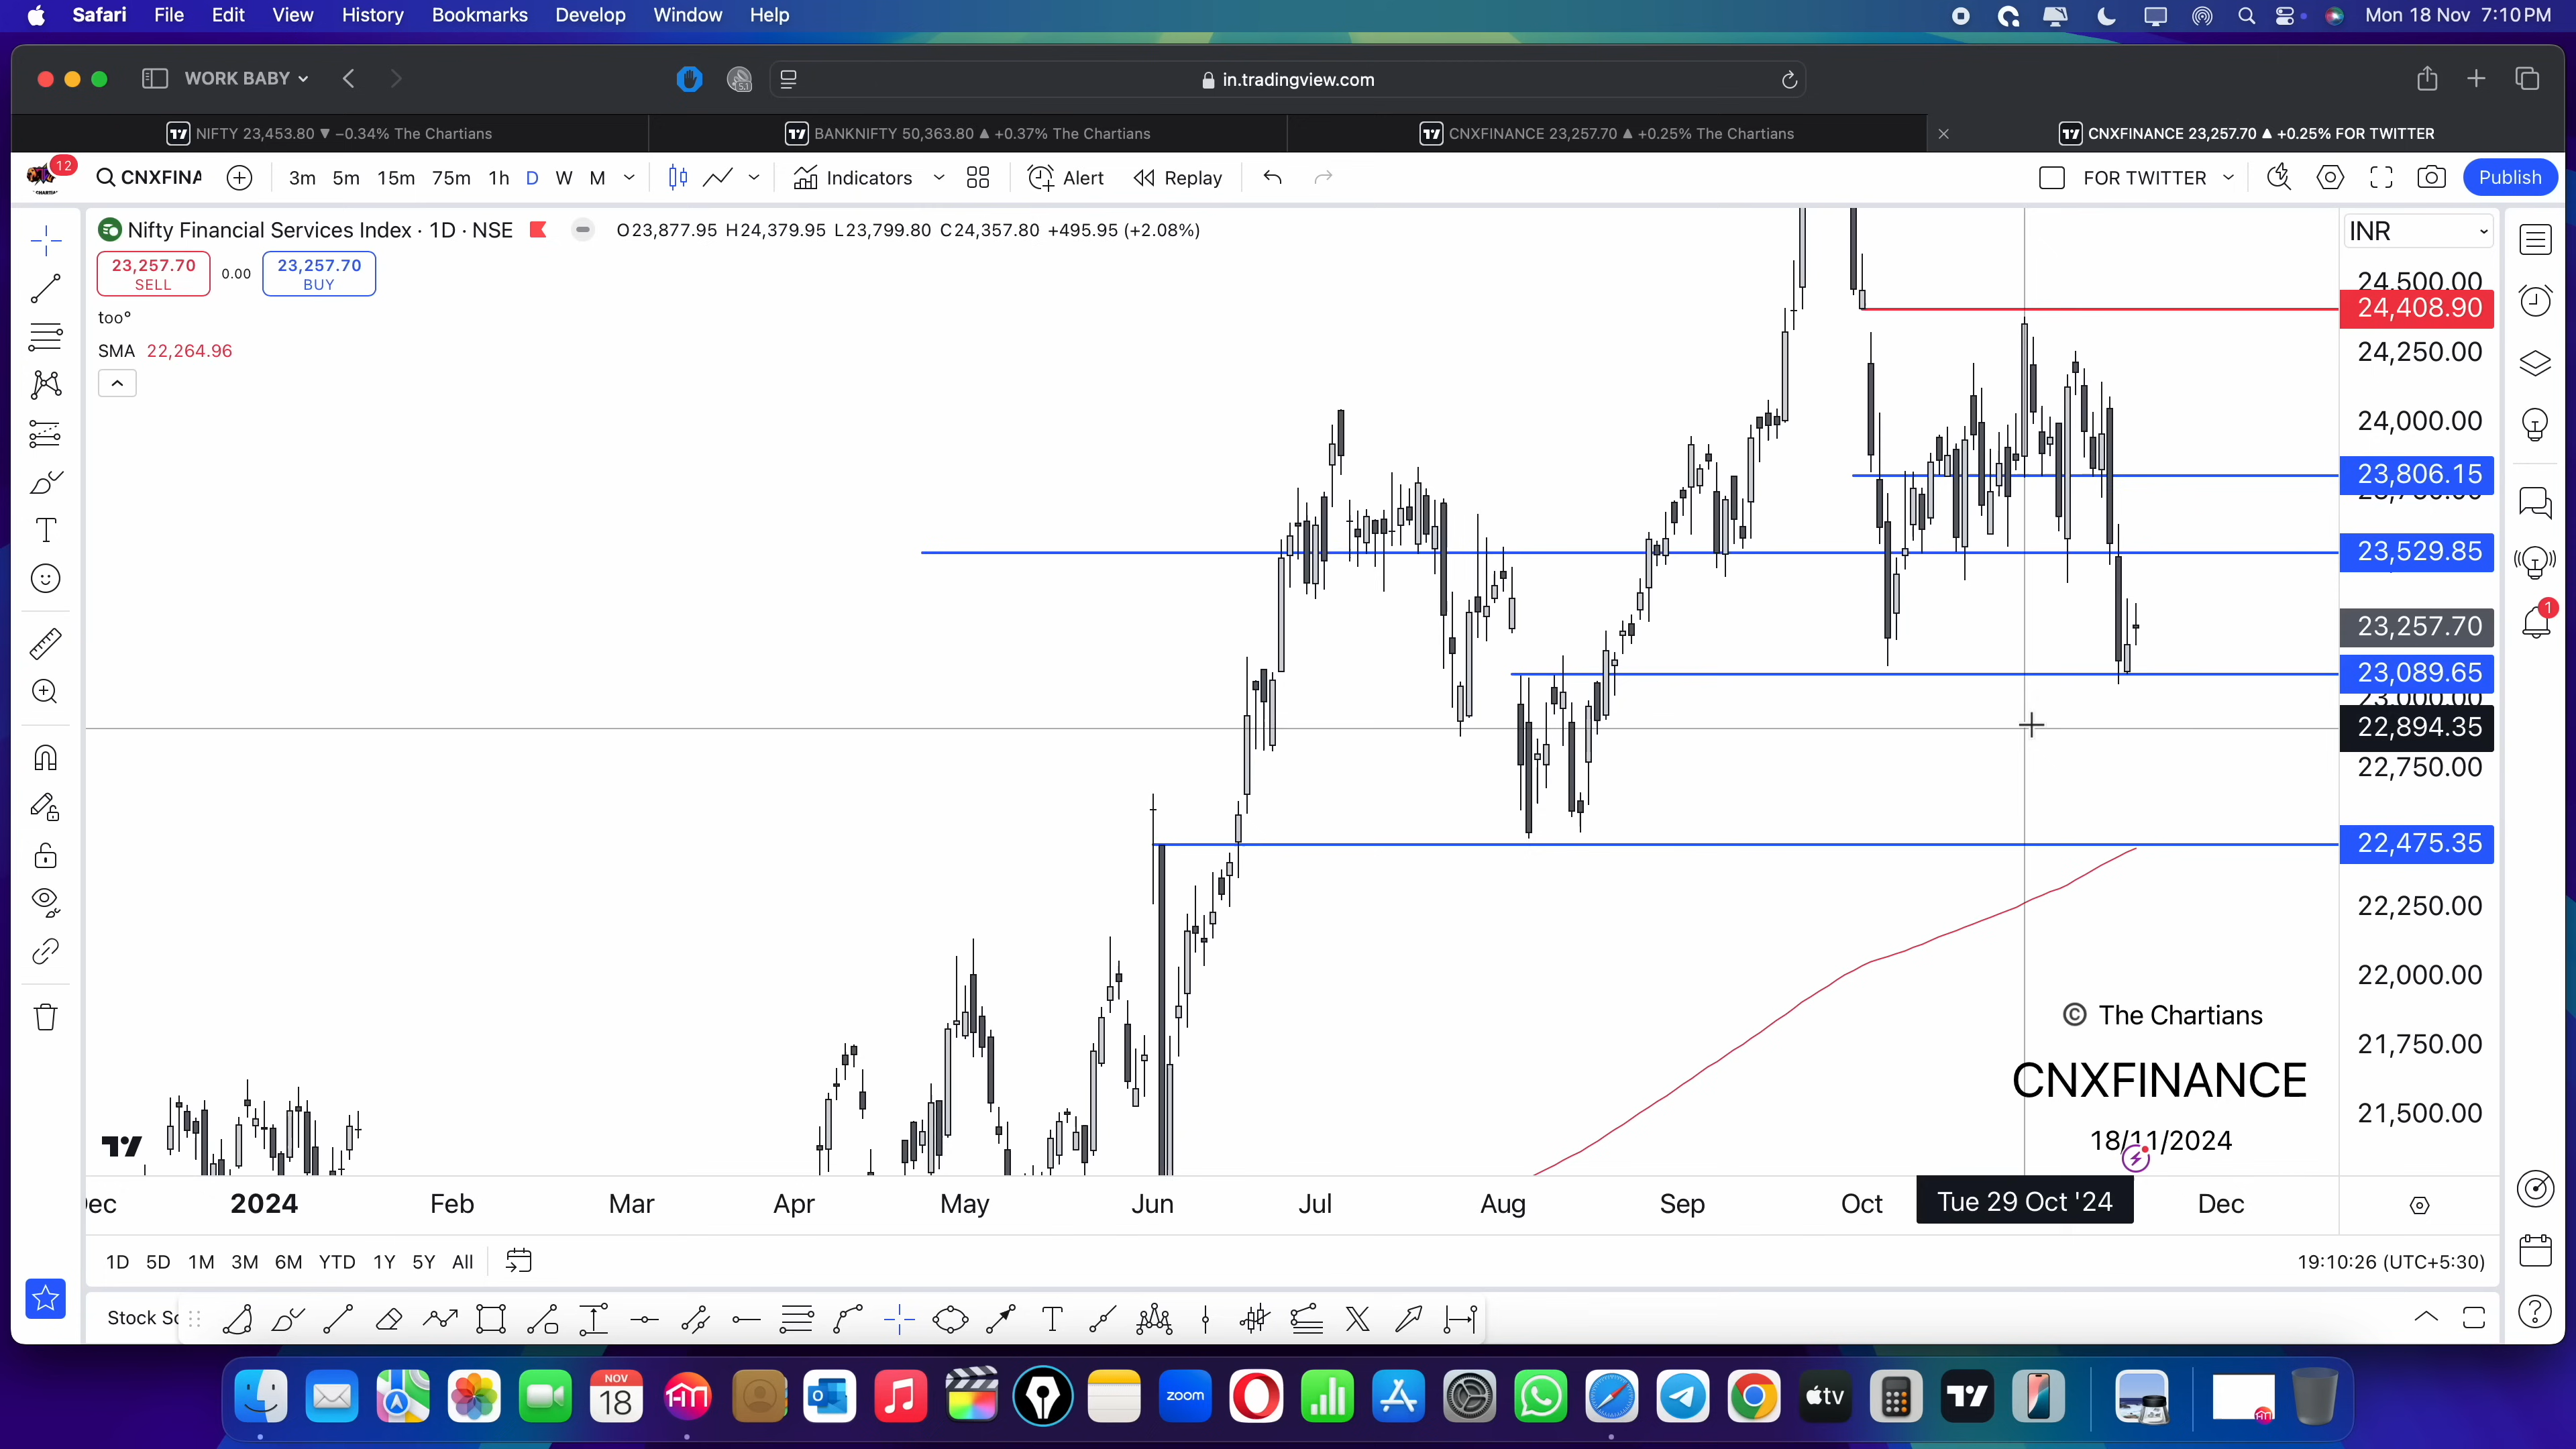 Safari File Edit View History Bookmarks Develop Window Help Mon 18 Nov 7:10 PM
WORK BABY in.tradingview.com
NIFTY 23,453.80 ▼ −0.34% The Chartians BANKNIFTY 50,363.80 ▲ +0.37% The Chartians CNXFINANCE 23,257.70 ▲ +0.25% The Chartians CNXFINANCE 23,257.70 ▲ +0.25% FOR TWITTER
12 CNXFINA 3m 5m 15m 75m 1h D W M Indicators Alert Replay FOR TWITTER Publish
Nifty Financial Services Index · 1D · NSE O23,877.95 H24,379.95 L23,799.80 C24,357.80 +495.95 (+2.08%) INR
23,257.70 0.00 23,257.70
SELL BUY
24,500.00
24,408.90
too°
SMA 22,264.96
24,250.00
24,000.00
23,806.15
23,529.85
23,257.70
1
23,089.65
23,000.00
22,894.35
22,750.00
22,475.35
22,250.00
22,000.00
© The Chartians
21,750.00
CNXFINANCE
21,500.00
18/11/2024
2024 Feb Mar Apr May Jun Jul Aug Sep Oct Tue 29 Oct '24 Dec
1D 5D 1M 3M 6M YTD 1Y 5Y All 19:10:26 (UTC+5:30)
Stock Sc
NOV
18
zoom
tv